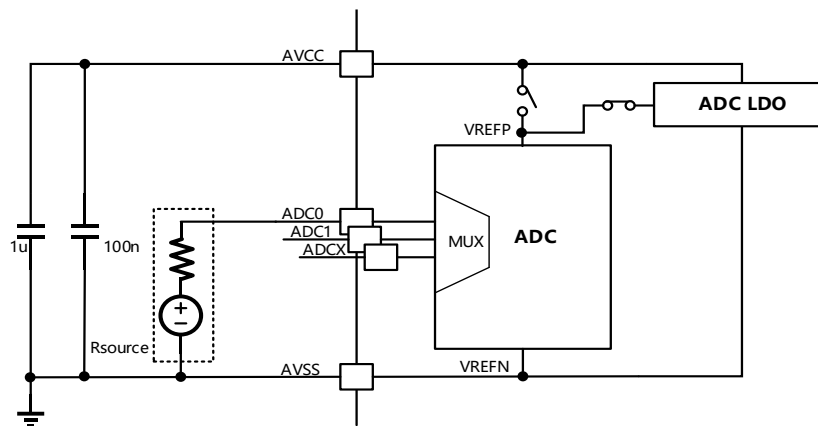 AVCC
ADC LDO
VREFP
ADC0
ADC1
ADCX
MUX
ADC
1u
100n
+
−
Rsource
AVSS
VREFN